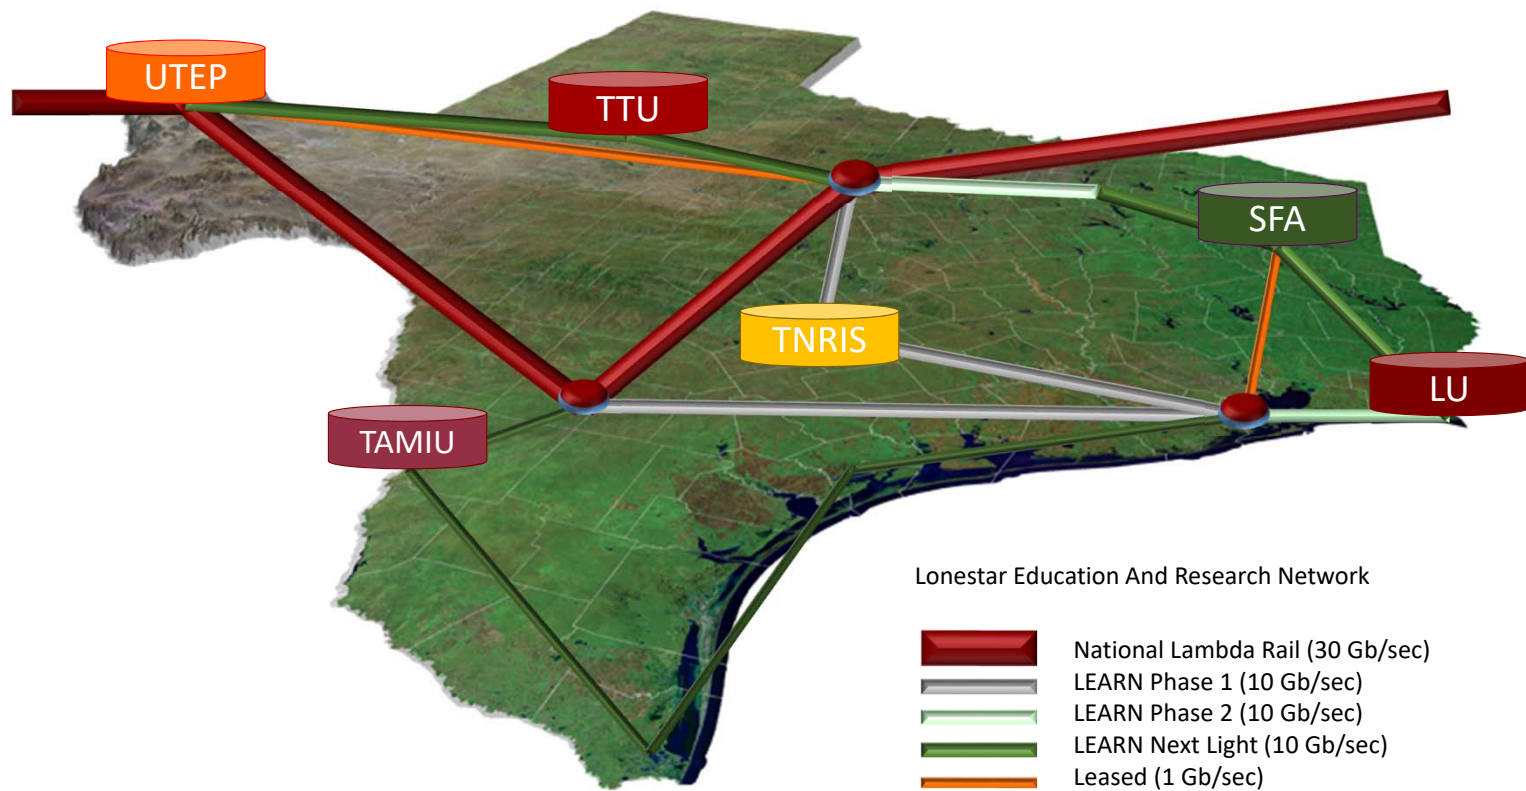 UTEP
TTU
SFA
TNRIS
LU
TAMIU
Lonestar Education And Research Network
National Lambda Rail (30 Gb/sec)
LEARN Phase 1 (10 Gb/sec)
LEARN Phase 2 (10 Gb/sec)
LEARN Next Light (10 Gb/sec)
Leased (1 Gb/sec)